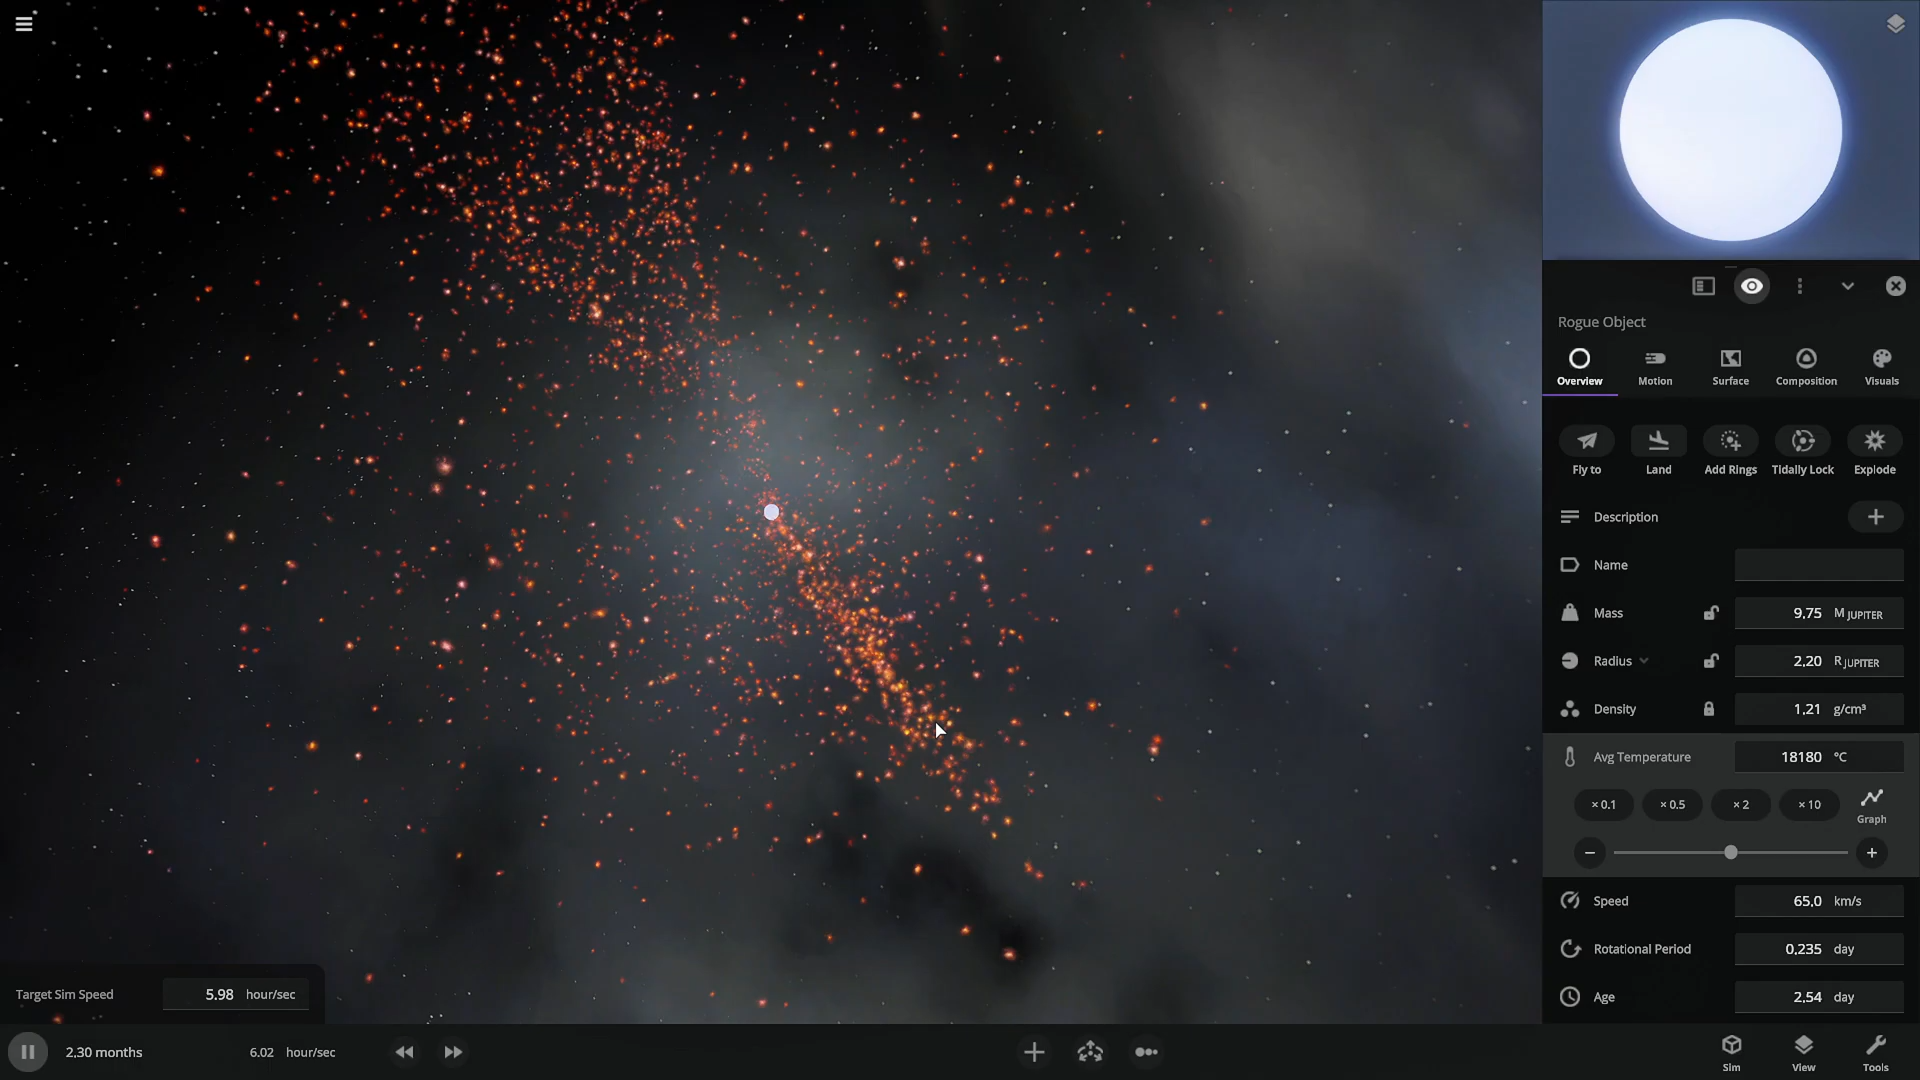 Rogue Object
Overview
Motion
Surface
Composition
Visuals
Fly to
Land
Add Rings
Tidally Lock
Explode
Description
Name
Mass 9,75 M JUPITER
Radius 2,20 R JUPITER
Density 1,21 g/cm³
Avg Temperature 18180 °C
× 0.1 × 0.5 × 2 × 10 Graph
Speed 65,0 km/s
Rotational Period 0,235 day
Age 2,54 day
Target Sim Speed 5.98 hour/sec
2,30 months 6.02 hour/sec
Sim View Tools